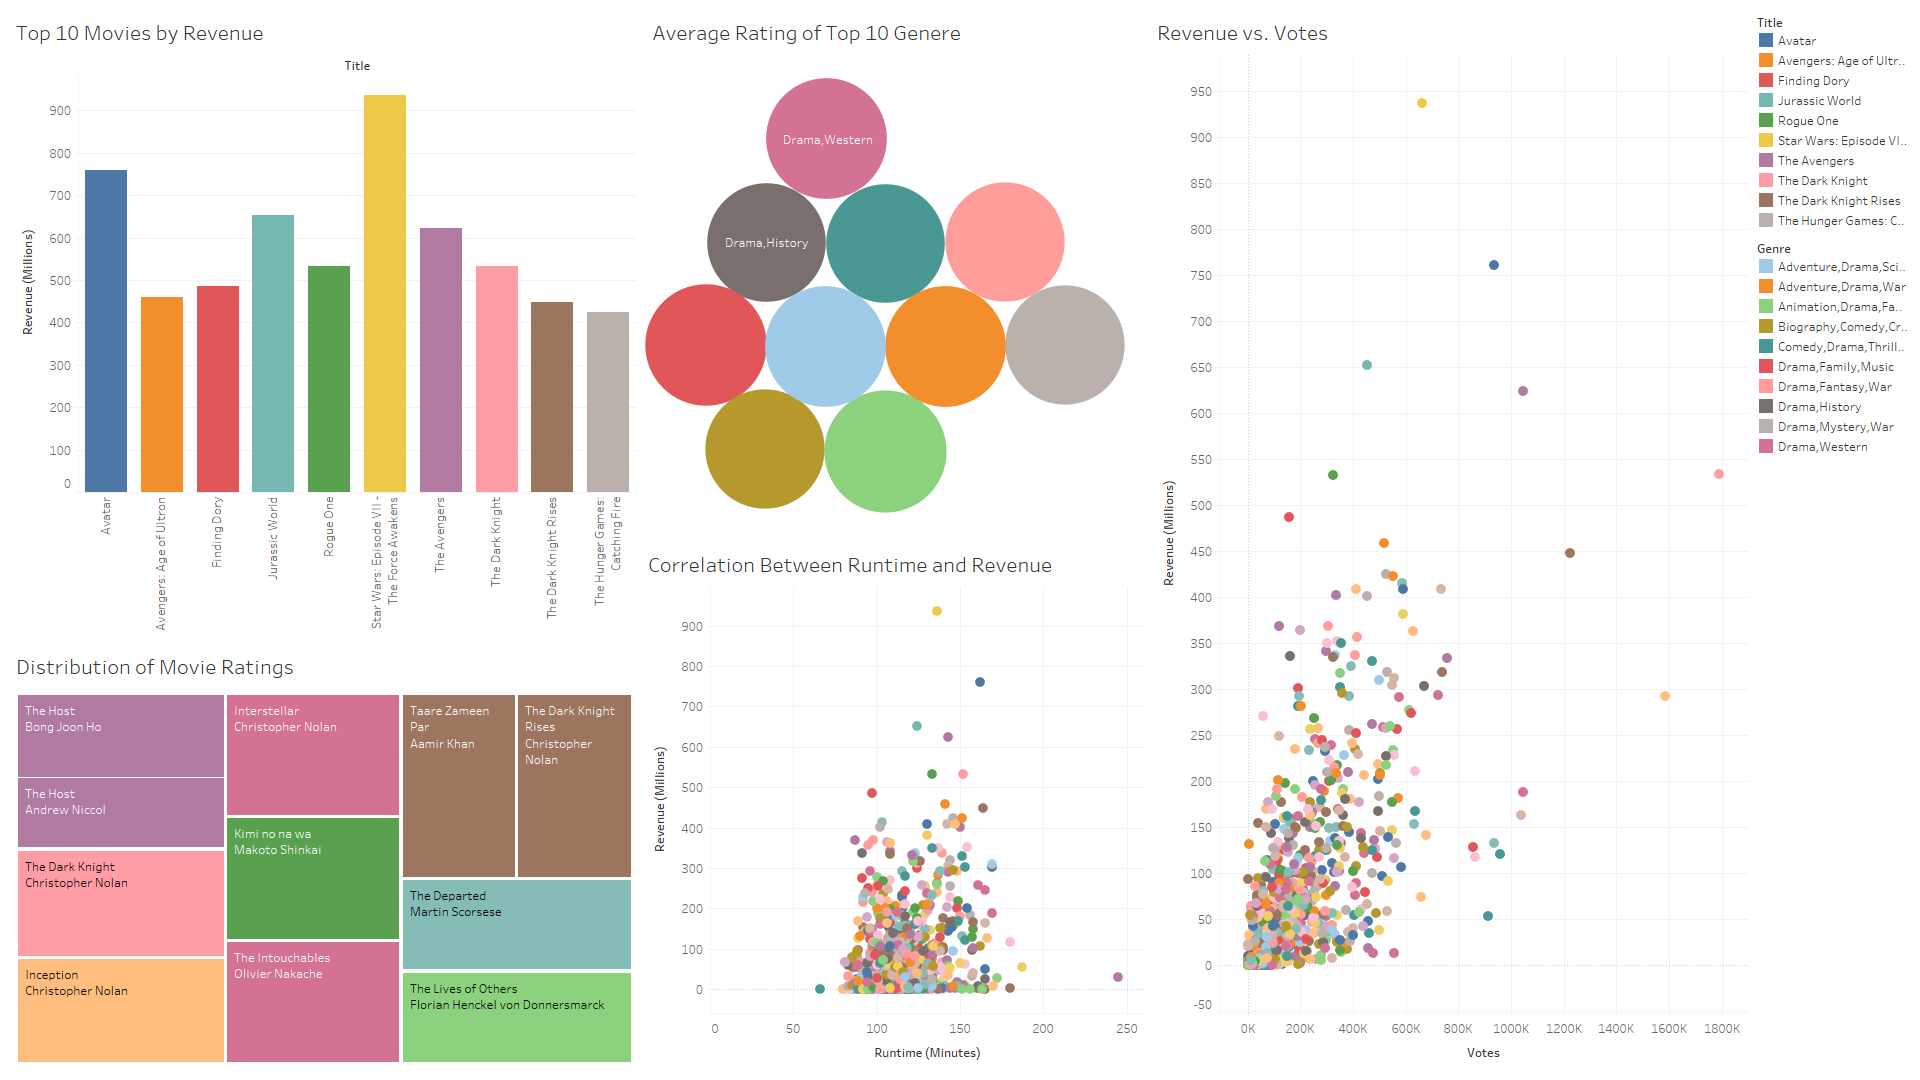 Top 10 Movies by Revenue
Title
Revenue (Millions)
900
800
700
600
500
400
300
200
100
0
Avatar
Avengers: Age of Ultron
Finding Dory
Jurassic World
Rogue One
Star Wars: Episode VII -
The Force Awakens
The Avengers
The Dark Knight
The Dark Knight Rises
The Hunger Games:
Catching Fire
Distribution of Movie Ratings
The Host
Bong Joon Ho
The Host
Andrew Niccol
The Dark Knight
Christopher Nolan
Inception
Christopher Nolan
Interstellar
Christopher Nolan
Kimi no na wa
Makoto Shinkai
The Intouchables
Olivier Nakache
Taare Zameen
Par
Aamir Khan
The Dark Knight
Rises
Christopher
Nolan
The Departed
Martin Scorsese
The Lives of Others
Florian Henckel von Donnersmarck
Average Rating of Top 10 Genere
Drama,Western
Drama,History
Correlation Between Runtime and Revenue
Revenue (Millions)
900
800
700
600
500
400
300
200
100
0
0 50 100 150 200 250
Runtime (Minutes)
Revenue vs. Votes
Revenue (Millions)
950
900
850
800
750
700
650
600
550
500
450
400
350
300
250
200
150
100
50
0
-50
0K 200K 400K 600K 800K 1000K 1200K 1400K 1600K 1800K
Votes
Title
Avatar
Avengers: Age of Ultr..
Finding Dory
Jurassic World
Rogue One
Star Wars: Episode VI..
The Avengers
The Dark Knight
The Dark Knight Rises
The Hunger Games: C..
Genre
Adventure,Drama,Sci..
Adventure,Drama,War
Animation,Drama,Fa..
Biography,Comedy,Cr..
Comedy,Drama,Thrill..
Drama,Family,Music
Drama,Fantasy,War
Drama,History
Drama,Mystery,War
Drama,Western